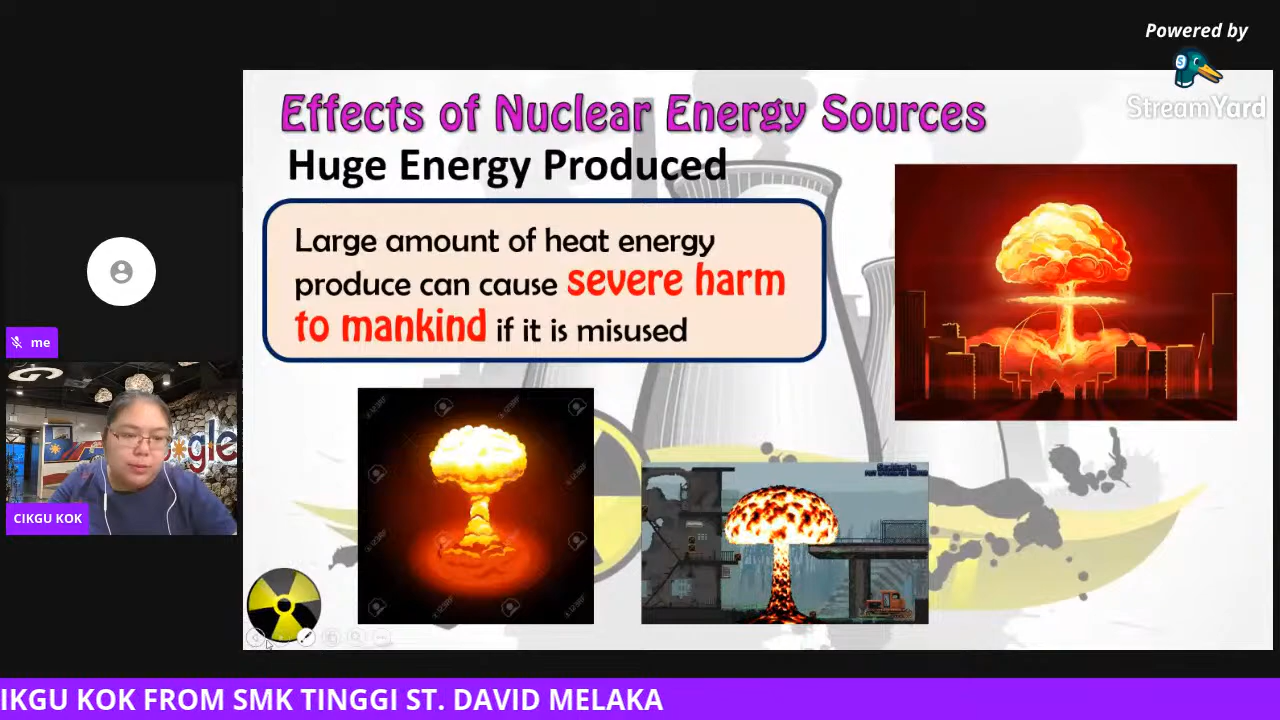 Powered by
StreamYard
Effects of Nuclear Energy Sources
Huge Energy Produced
Large amount of heat energy
produce can cause severe harm
to mankind if it is misused
me
CIKGU KOK
IKGU KOK FROM SMK TINGGI ST. DAVID MELAKA